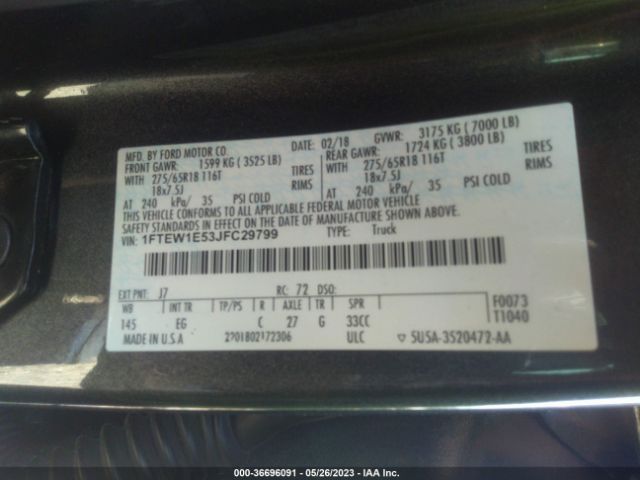 MFD. BY FORD MOTOR CO. DATE: 02/18 GVWR: 3175 KG ( 7000 LB)
FRONT GAWR: 1599 KG ( 3525 LB) REAR GAWR: 1724 KG ( 3800 LB)
WITH 275/65R18 116T TIRES WITH 275/65R18 116T TIRES
18x7.5J RIMS 18x7.5J RIMS
AT 240 kPa/ 35 PSI COLD AT 240 kPa/ 35 PSI COLD
THIS VEHICLE CONFORMS TO ALL APPLICABLE FEDERAL MOTOR VEHICLE
SAFETY STANDARDS IN EFFECT ON THE DATE OF MANUFACTURE SHOWN ABOVE.
VIN: 1FTEW1E53JFC29799 TYPE: Truck
EXT PNT: J7 RC: 72 DSO: F0073
WB INT TR TP/PS R AXLE TR SPR T1040
145 EG C 27 G 33CC
MADE IN U.S.A 2201802172306 ULC SU5A-3520472-AA
000-36696091 - 05/26/2023 - IAA Inc.